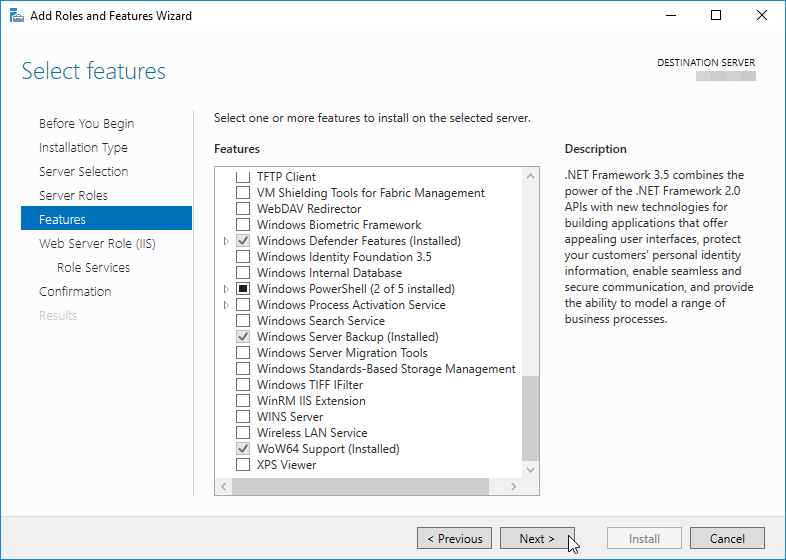 Add Roles and Features Wizard
Select features
DESTINATION SERVER
Before You Begin
Installation Type
Server Selection
Server Roles
Features
Web Server Role (IIS)
Role Services
Confirmation
Results
Select one or more features to install on the selected server.
Features
TFTP Client
VM Shielding Tools for Fabric Management
WebDAV Redirector
Windows Biometric Framework
Windows Defender Features (Installed)
Windows Identity Foundation 3.5
Windows Internal Database
Windows PowerShell (2 of 5 installed)
Windows Process Activation Service
Windows Search Service
Windows Server Backup (Installed)
Windows Server Migration Tools
Windows Standards-Based Storage Management
Windows TIFF IFilter
WinRM IIS Extension
WINS Server
Wireless LAN Service
WoW64 Support (Installed)
XPS Viewer
Description
.NET Framework 3.5 combines the
power of the .NET Framework 2.0
APIs with new technologies for
building applications that offer
appealing user interfaces, protect
your customers' personal identity
information, enable seamless and
secure communication, and provide
the ability to model a range of
business processes.
< Previous
Next >
Install
Cancel